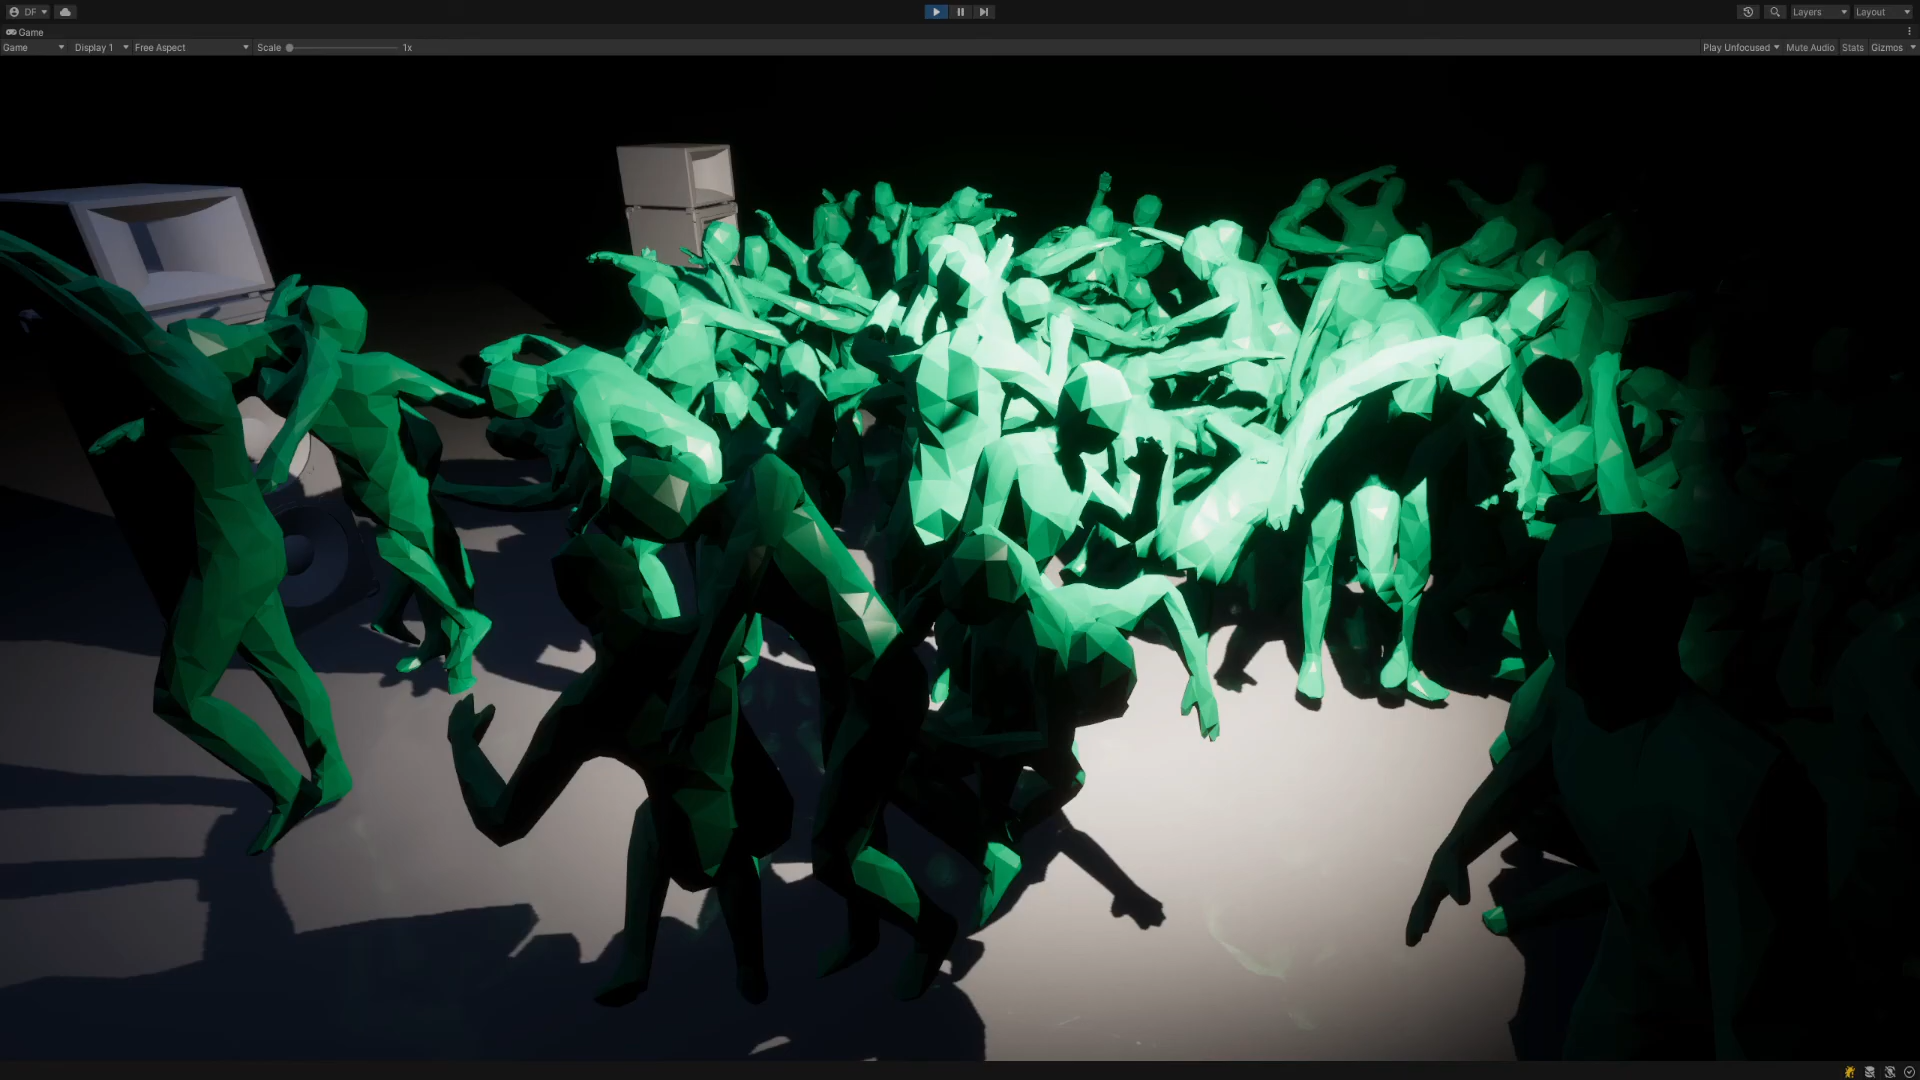 DF
Layers
Layout
Game
Game
Display 1
Free Aspect
Scale
1x
Play Unfocused
Mute Audio
Stats
Gizmos